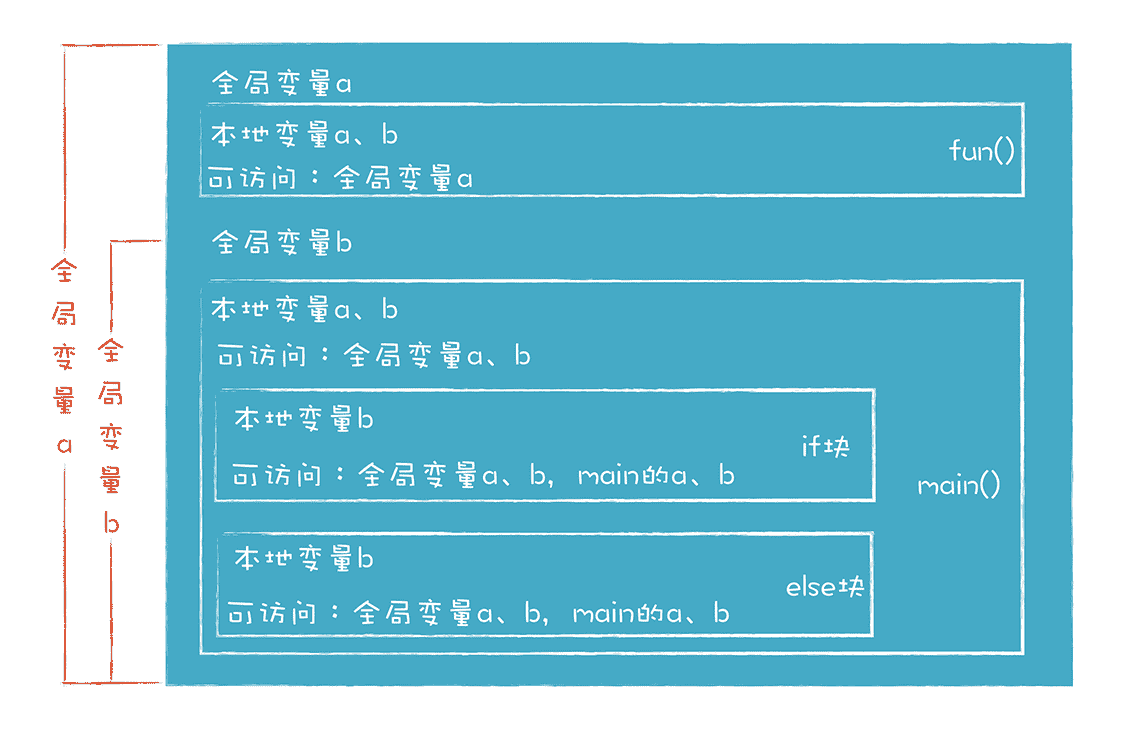 全局变量a
本地变量a、b
可访问：全局变量a
fun()
全局变量b
本地变量a、b
可访问：全局变量a、b
本地变量b
可访问：全局变量a、b，main的a、b
if块
main()
本地变量b
可访问：全局变量a、b，main的a、b
else块
全局变量a
全局变量b